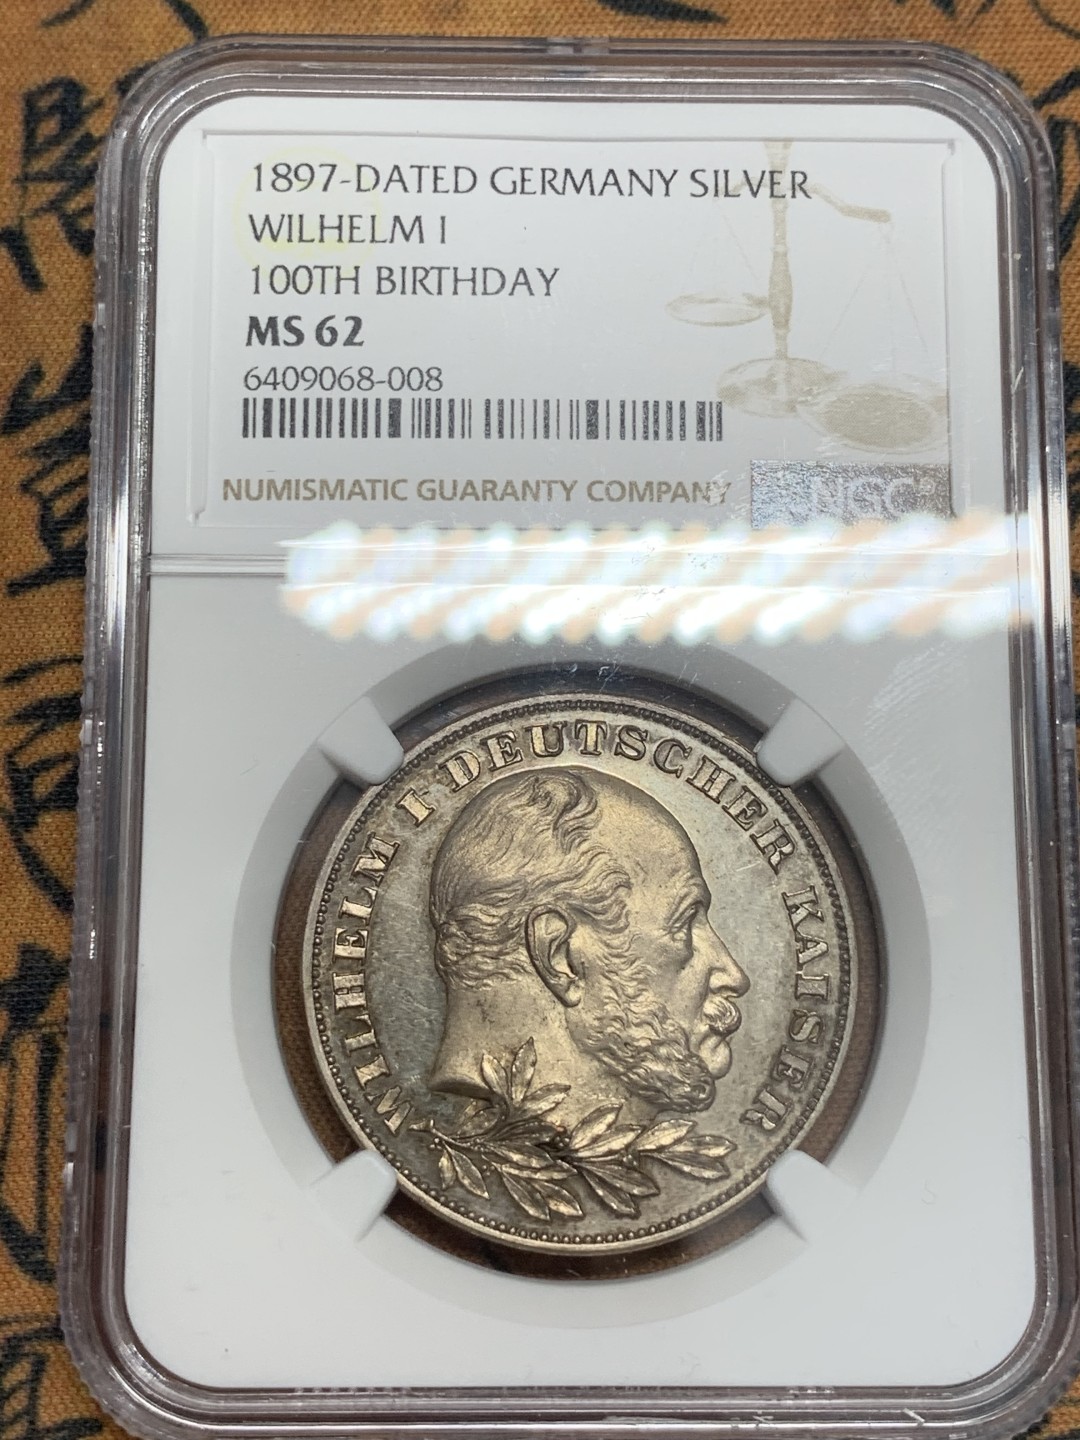 1897-DATED GERMANY SILVER
WILHELM I
100TH BIRTHDAY
MS 62
6409068-008
NUMISMATIC GUARANTY COMPANY
NGC
WILHELM I DEUTSCHER KAISER